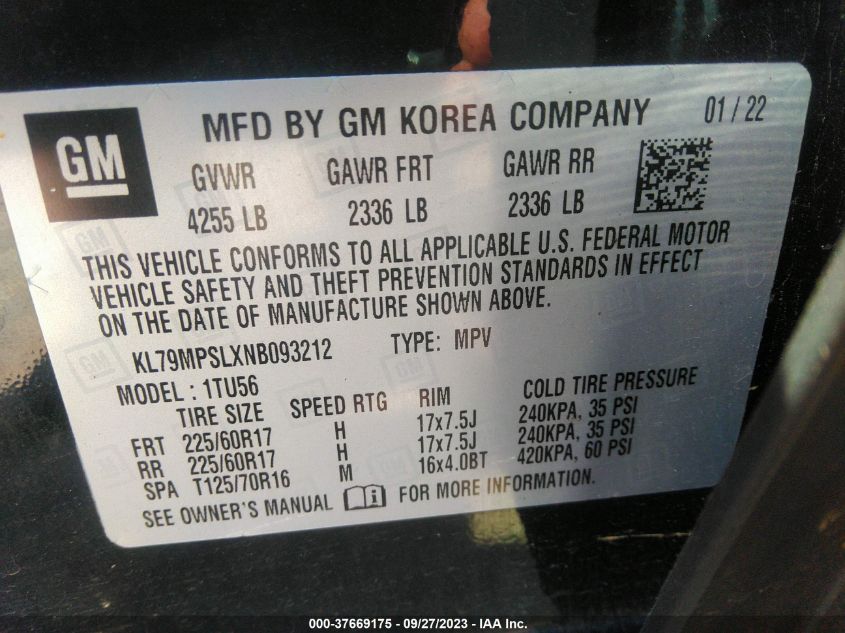 GM
MFD BY GM KOREA COMPANY 01 / 22
GVWR GAWR FRT GAWR RR
4255 LB 2336 LB 2336 LB
THIS VEHICLE CONFORMS TO ALL APPLICABLE U.S. FEDERAL MOTOR
VEHICLE SAFETY AND THEFT PREVENTION STANDARDS IN EFFECT
ON THE DATE OF MANUFACTURE SHOWN ABOVE.
KL79MPSLXNB093212 TYPE: MPV
MODEL : 1TU56
TIRE SIZE SPEED RTG RIM COLD TIRE PRESSURE
FRT 225/60R17 H 17x7.5J 240KPA, 35 PSI
RR 225/60R17 H 17x7.5J 240KPA, 35 PSI
SPA T125/70R16 M 16x4.0BT 420KPA, 60 PSI
SEE OWNER'S MANUAL i FOR MORE INFORMATION.
000-37669175 - 09/27/2023 - IAA Inc.